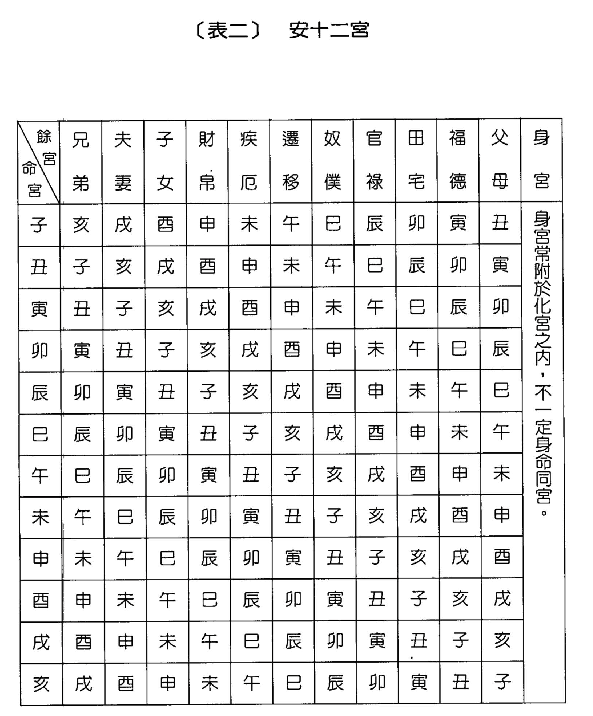 〔表二〕 安十二宮
餘宮 命宮 兄弟 夫妻 子女 財帛 疾厄 遷移 奴僕 官祿 田宅 福德 父母 身宮
子 亥 戌 酉 申 未 午 巳 辰 卯 寅 丑
丑 子 亥 戌 酉 申 未 午 巳 辰 卯 寅
寅 丑 子 亥 戌 酉 申 未 午 巳 辰 卯
卯 寅 丑 子 亥 戌 酉 申 未 午 巳 辰
辰 卯 寅 丑 子 亥 戌 酉 申 未 午 巳
巳 辰 卯 寅 丑 子 亥 戌 酉 申 未 午
午 巳 辰 卯 寅 丑 子 亥 戌 酉 申 未
未 午 巳 辰 卯 寅 丑 子 亥 戌 酉 申
申 未 午 巳 辰 卯 寅 丑 子 亥 戌 酉
酉 申 未 午 巳 辰 卯 寅 丑 子 亥 戌
戌 酉 申 未 午 巳 辰 卯 寅 丑 子 亥
亥 戌 酉 申 未 午 巳 辰 卯 寅 丑 子
身宮常附於化宮之內，不一定身命同宮。